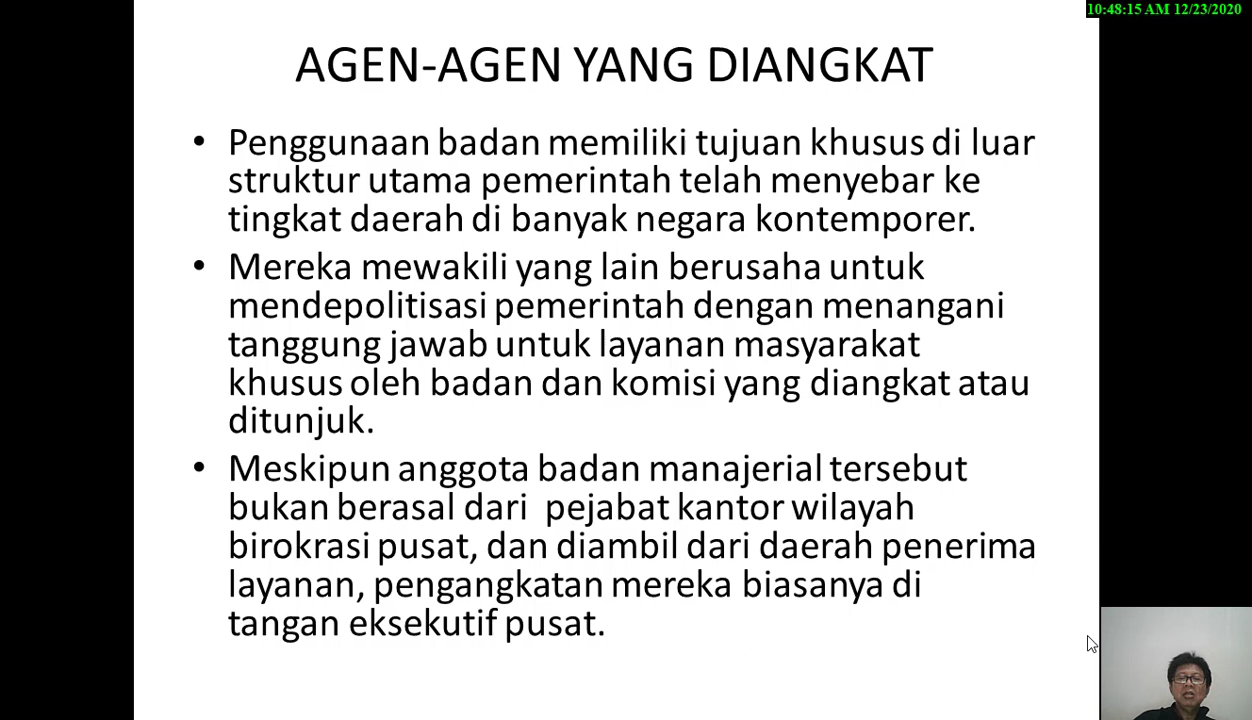 10:48:15 AM 12/23/2020
AGEN-AGEN YANG DIANGKAT
• Penggunaan badan memiliki tujuan khusus di luar
struktur utama pemerintah telah menyebar ke
tingkat daerah di banyak negara kontemporer.
• Mereka mewakili yang lain berusaha untuk
mendepolitisasi pemerintah dengan menangani
tanggung jawab untuk layanan masyarakat
khusus oleh badan dan komisi yang diangkat atau
ditunjuk.
• Meskipun anggota badan manajerial tersebut
bukan berasal dari  pejabat kantor wilayah
birokrasi pusat, dan diambil dari daerah penerima
layanan, pengangkatan mereka biasanya di
tangan eksekutif pusat.